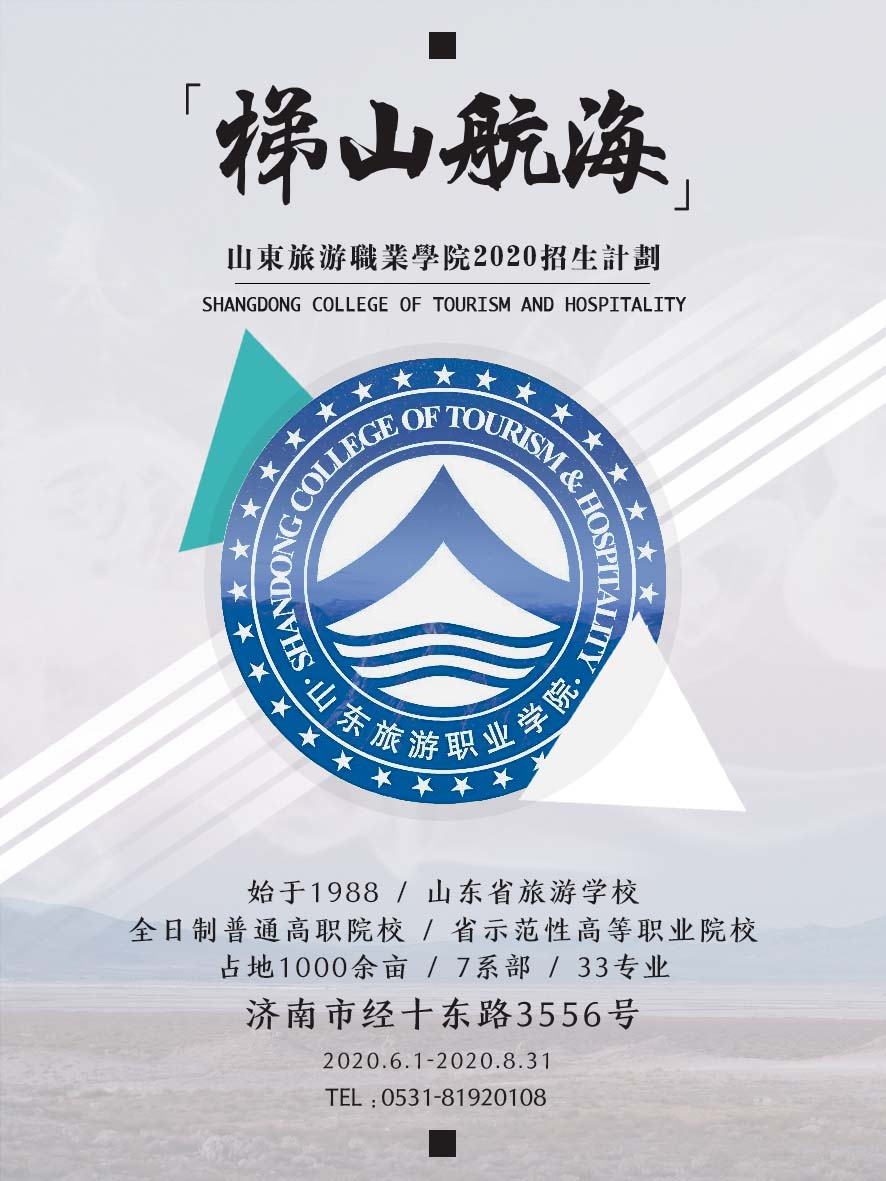 「梯山航海」
山東旅游職業學院2020招生計劃
SHANGDONG COLLEGE OF TOURISM AND HOSPITALITY
SHANDONG COLLEGE OF TOURISM & HOSPITALITY
·山东旅游职业学院·
始于1988 / 山东省旅游学校
全日制普通高职院校 / 省示范性高等职业院校
占地1000余亩 / 7系部 / 33专业
济南市经十东路3556号
2020.6.1-2020.8.31
TEL :0531-81920108